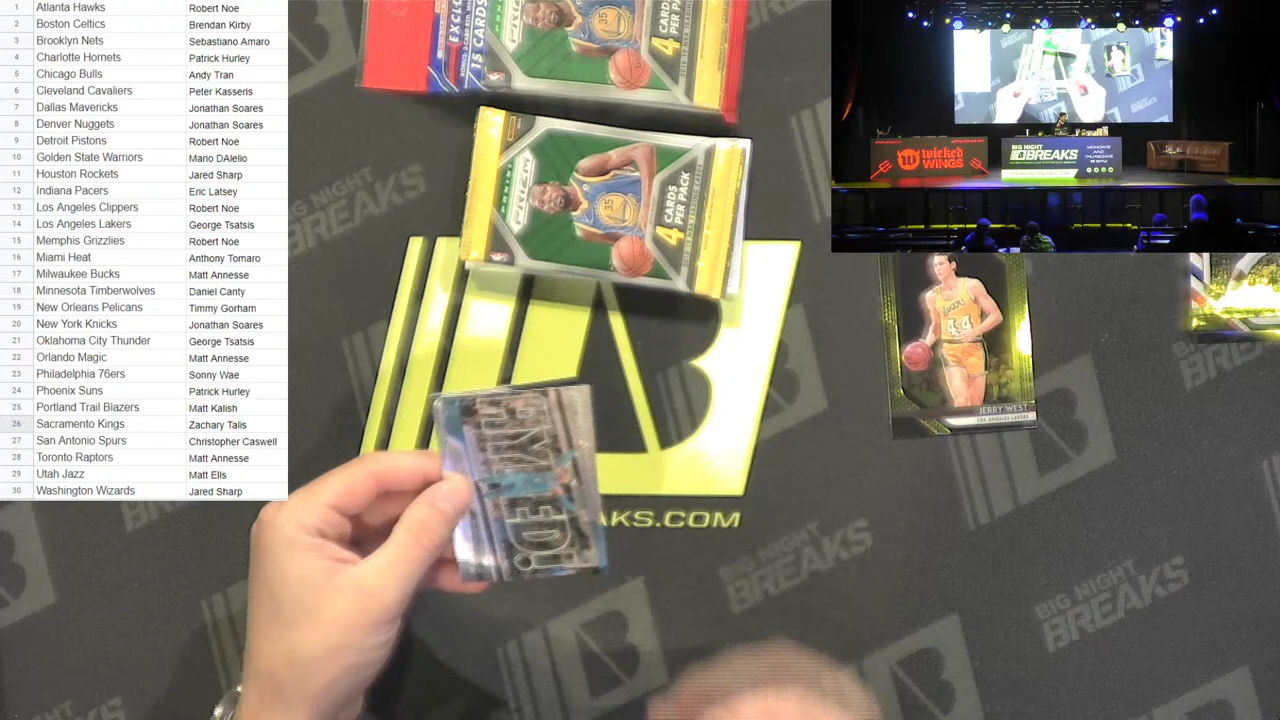 1 Atlanta Hawks Robert Noe
2 Boston Celtics Brendan Kirby
3 Brooklyn Nets Sebastiano Amaro
4 Charlotte Hornets Patrick Hurley
5 Chicago Bulls Andy Tran
6 Cleveland Cavaliers Peter Kasseris
7 Dallas Mavericks Jonathan Soares
8 Denver Nuggets Jonathan Soares
9 Detroit Pistons Robert Noe
10 Golden State Warriors Mario DAlelio
11 Houston Rockets Jared Sharp
12 Indiana Pacers Eric Latsey
13 Los Angeles Clippers Robert Noe
14 Los Angeles Lakers George Tsatsis
15 Memphis Grizzlies Robert Noe
16 Miami Heat Anthony Tomaro
17 Milwaukee Bucks Matt Annesse
18 Minnesota Timberwolves Daniel Canty
19 New Orleans Pelicans Timmy Gorham
20 New York Knicks Jonathan Soares
21 Oklahoma City Thunder George Tsatsis
22 Orlando Magic Matt Annesse
23 Philadelphia 76ers Sonny Wae
24 Phoenix Suns Patrick Hurley
25 Portland Trail Blazers Matt Kalish
26 Sacramento Kings Zachary Talis
27 San Antonio Spurs Christopher Caswell
28 Toronto Raptors Matt Annesse
29 Utah Jazz Matt Ells
30 Washington Wizards Jared Sharp
15 CARDS
PRIZM
35
4 CARDS PER PACK
PANINI
PRIZM
35
4 CARDS
PER PACK
wicked
WINGS
BIG NIGHT
BREAKS
MONDAYS
AND
THURSDAYS
LAKERS
44
JERRY WEST
LOS ANGELES LAKERS
AKS.COM
BIG NIGHT
BREAKS
BIG NIGHT
BREAKS